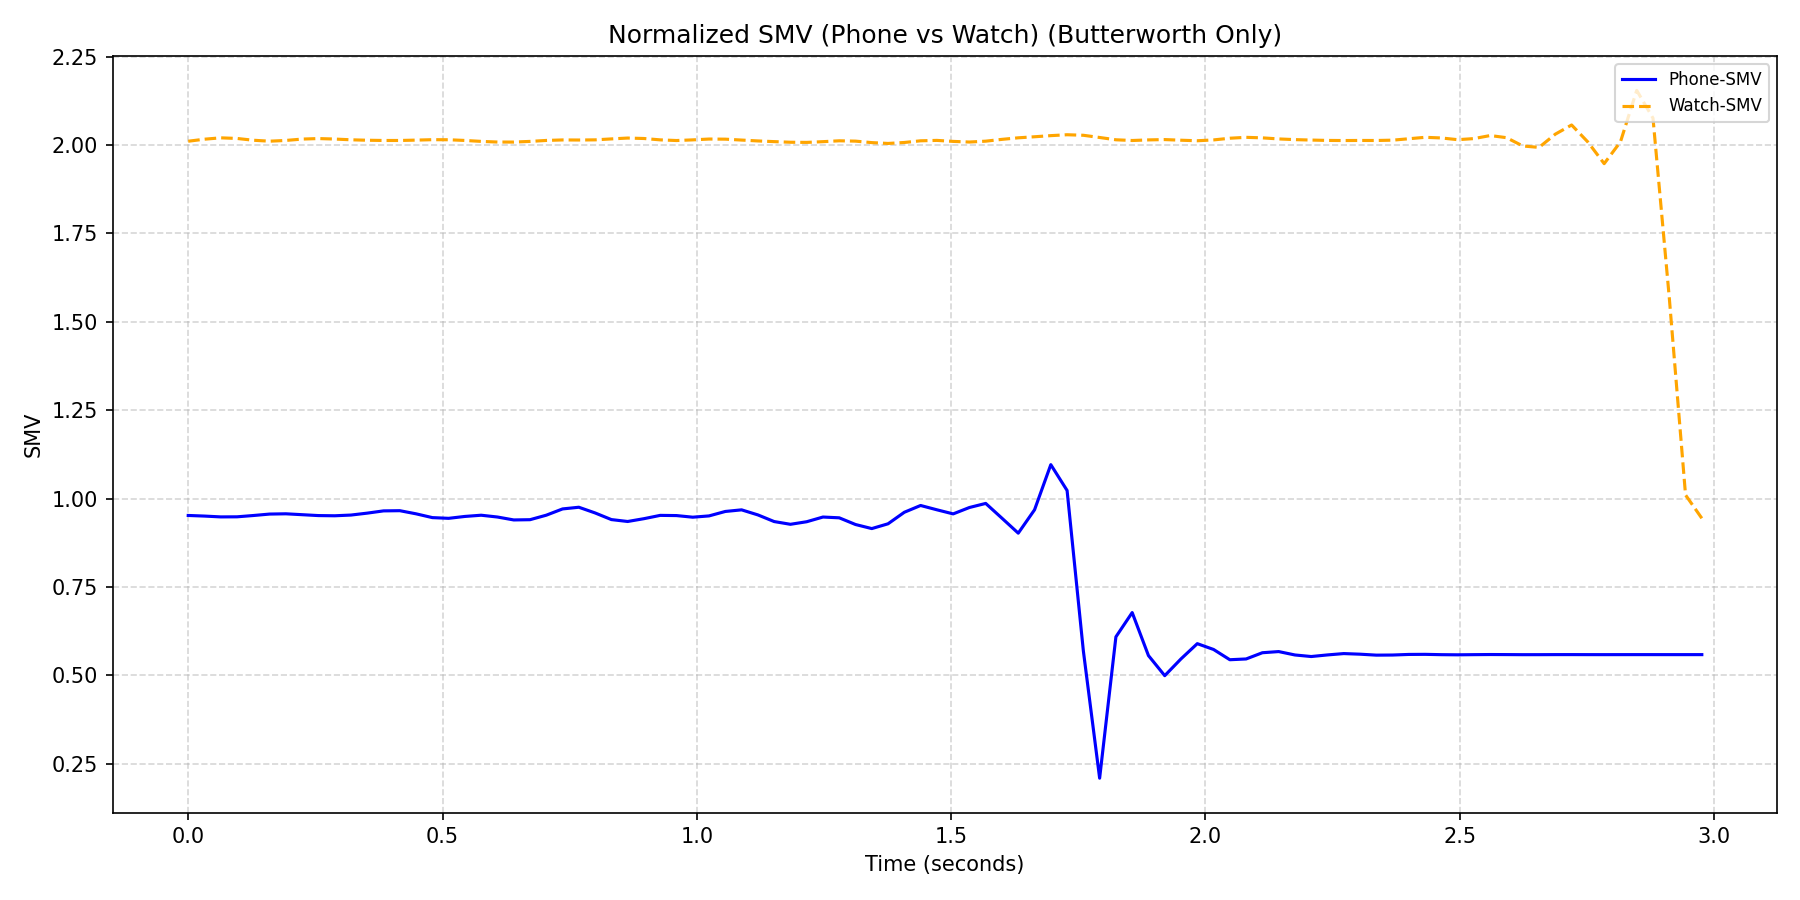 Normalized SMV (Phone vs Watch) (Butterworth Only)
Phone-SMV
Watch-SMV
SMV
2.25
2.00
1.75
1.50
1.25
1.00
0.75
0.50
0.25
0.0 0.5 1.0 1.5 2.0 2.5 3.0
Time (seconds)